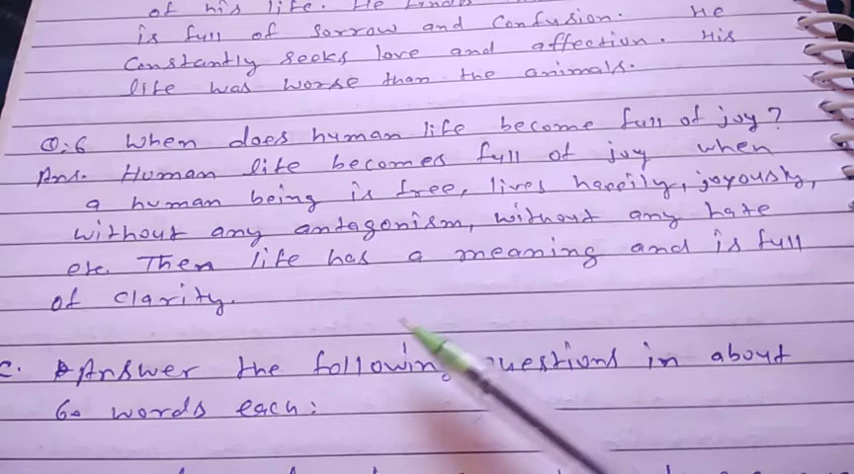 of his life. He
is full of sorrow and confusion. He
constantly seeks love and affection. His
life was worse than the animals.
Q:6 When does human life become full of joy?
Ans. Human life becomes full of joy when
a human being is free, lives happily, joyously,
without any antagonism, without any hate
etc. Then life has a meaning and is full
of clarity.
C. Answer the following questions in about
60 words each: